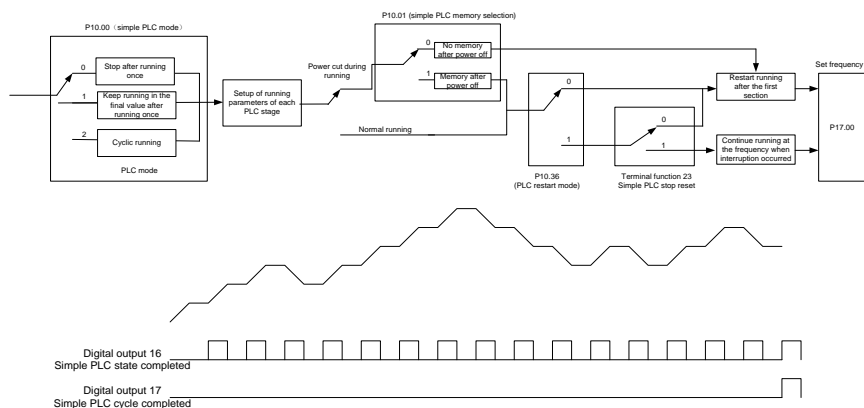 P10.00（simple PLC mode)
0
Stop after running
once
1
Keep running in the
final value after
running once
2
Cyclic running
PLC mode
Setup of running
parameters of each
PLC stage
Power cut during
running
P10.01 (simple PLC memory selection)
0
No memory
after power off
1
Memory after
power off
Normal running
0
1
P10.36
(PLC restart mode)
0
1
Terminal function 23
Simple PLC stop reset
Restart running
after the first
section
Continue running at
the frequency when
interruption occurred
Set frequency
P17.00
Digital output 16
Simple PLC state completed
Digital output 17
Simple PLC cycle completed